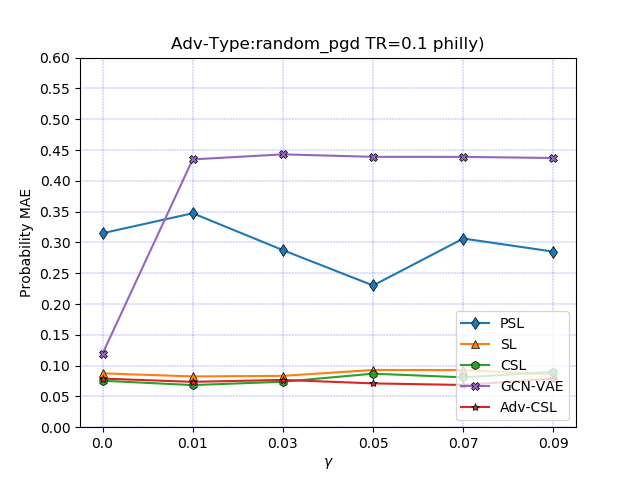 Adv-Type:random_pgd TR=0.1 philly)
Probability MAE
0.60
0.55
0.50
0.45
0.40
0.35
0.30
0.25
0.20
0.15
0.10
0.05
0.00
PSL
SL
CSL
GCN-VAE
Adv-CSL
0.0 0.01 0.03 0.05 0.07 0.09
γ